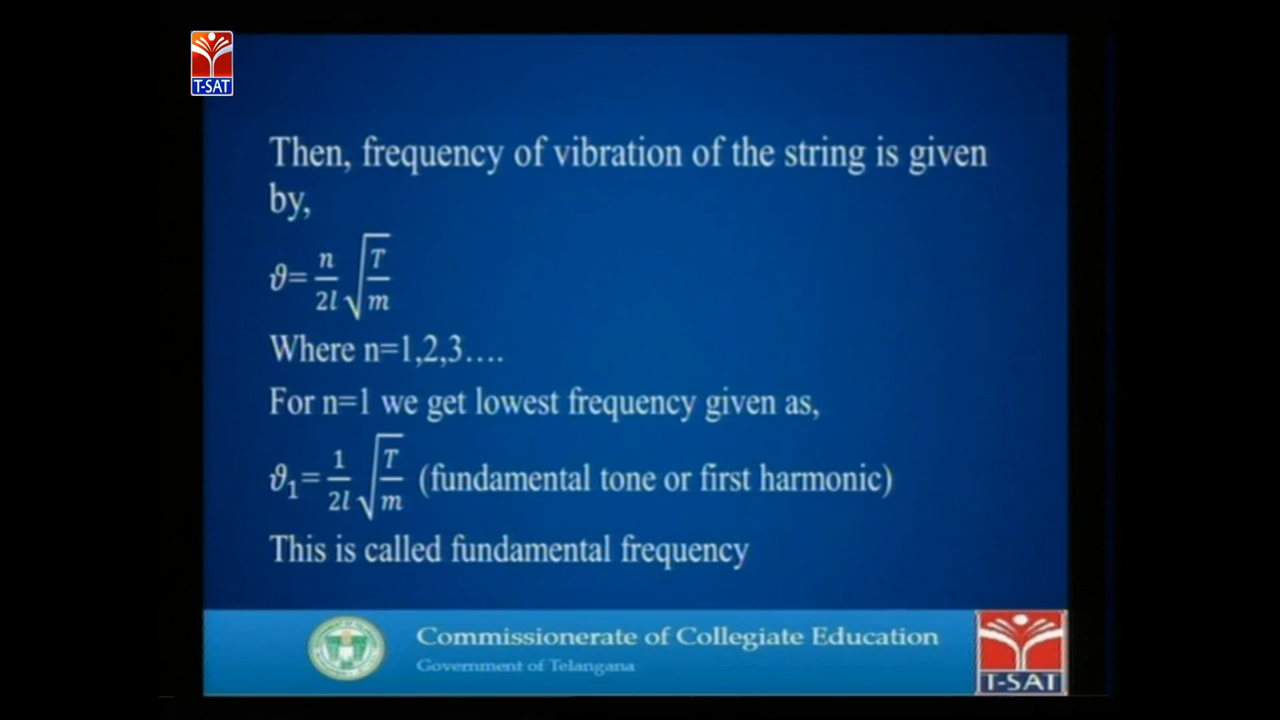 T-SAT
Then, frequency of vibration of the string is given
by,
ϑ= n/2l √(T/m)
Where n=1,2,3....
For n=1 we get lowest frequency given as,
ϑ₁= 1/2l √(T/m) (fundamental tone or first harmonic)
This is called fundamental frequency
Commissionerate of Collegiate Education
Government of Telangana
T-SAT